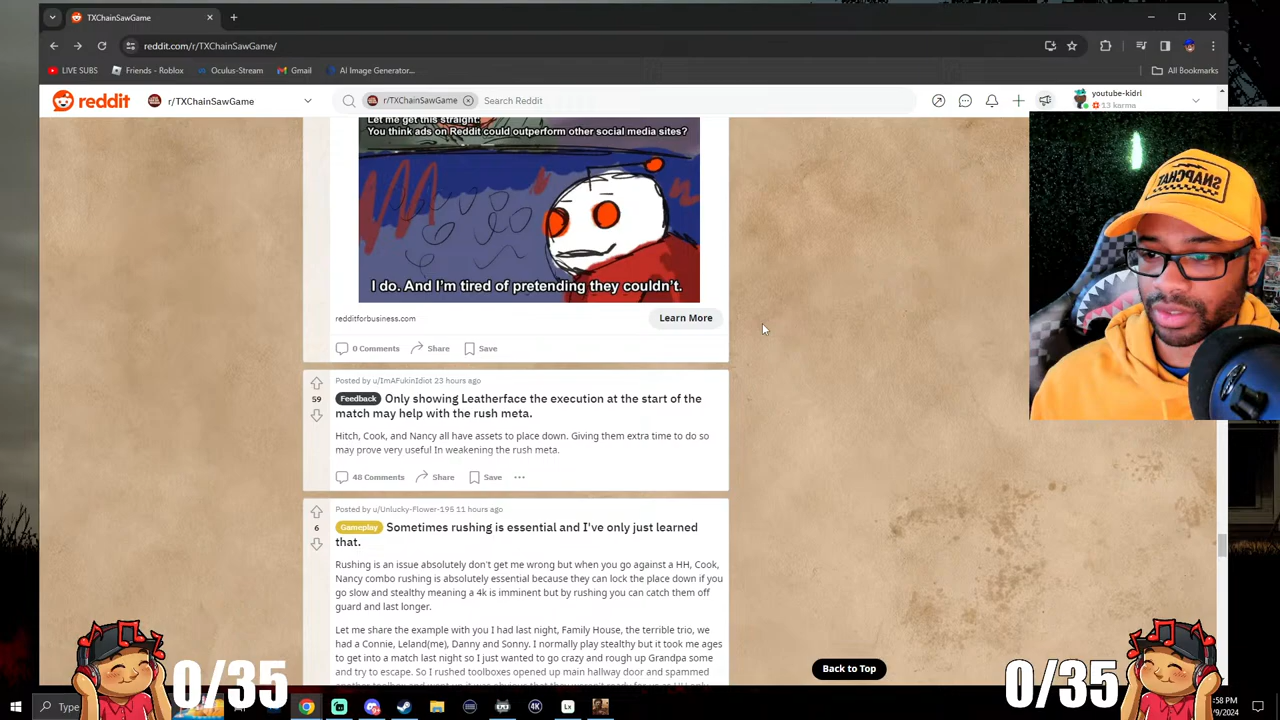 TXChainSawGame
reddit.com/r/TXChainSawGame/
LIVE SUBS
Friends - Roblox
Oculus-Stream
Gmail
AI Image Generator...
All Bookmarks
reddit
r/TXChainSawGame
r/TXChainSawGame
Search Reddit
youtube-kidrl
13 karma
SNAPCHAT
Let me get this straight:
You think ads on Reddit could outperform other social media sites?
I do. And I'm tired of pretending they couldn't.
redditforbusiness.com
Learn More
0 Comments
Share
Save
Posted by u/ImAFukinIdiot 23 hours ago
59
Feedback Only showing Leatherface the execution at the start of the
match may help with the rush meta.
Hitch, Cook, and Nancy all have assets to place down. Giving them extra time to do so
may prove very useful In weakening the rush meta.
48 Comments
Share
Save
Posted by u/Unlucky-Flower-195 11 hours ago
6
Gameplay Sometimes rushing is essential and I've only just learned
that.
Rushing is an issue absolutely don't get me wrong but when you go against a HH, Cook,
Nancy combo rushing is absolutely essential because they can lock the place down if you
go slow and stealthy meaning a 4k is imminent but by rushing you can catch them off
guard and last longer.
Let me share the example with you I had last night, Family House, the terrible trio, we
had a Connie, Leland(me), Danny and Sonny. I normally play stealthy but it took me ages
to get into a match last night so I just wanted to go crazy and rough up Grandpa some
and try to escape. So I rushed toolboxes opened up main hallway door and spammed
Back to Top
0/35
0/35
Type
:58 PM
/9/2024